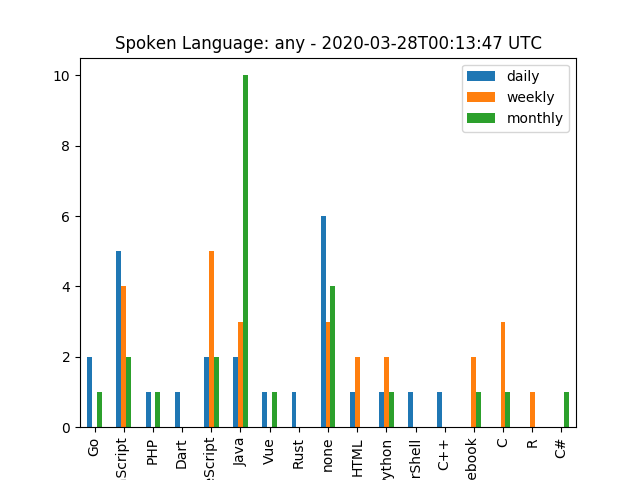 Spoken Language: any - 2020-03-28T00:13:47 UTC
daily
weekly
monthly
10
8
6
4
2
0
Go
Script
PHP
Dart
Script
Java
Vue
Rust
none
HTML
ython
rShell
C++
ebook
C
R
C#